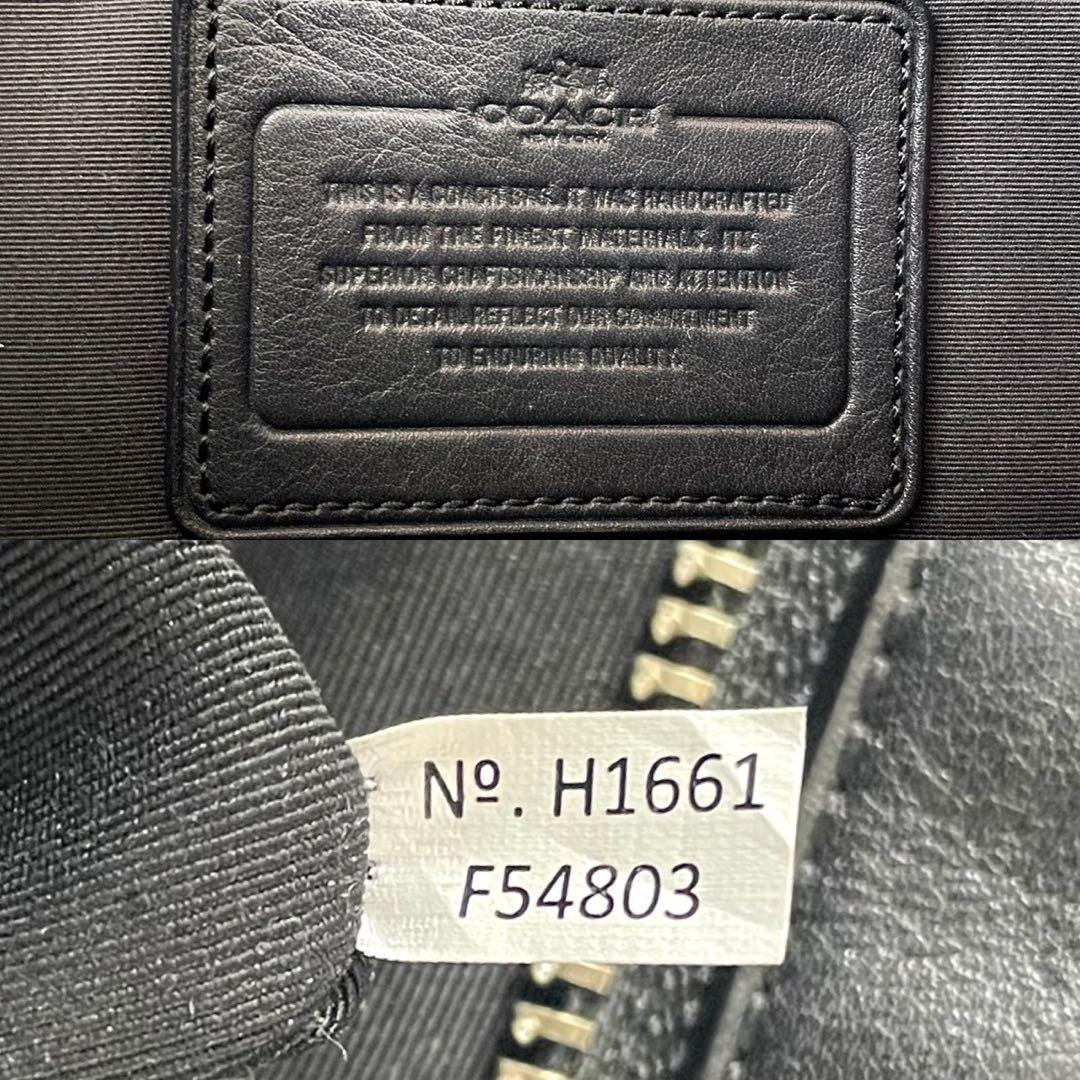 COACH
NEW YORK
THIS IS A COACH BAG. IT WAS HANDCRAFTED
FROM THE FINEST MATERIALS. ITS
SUPERIOR CRAFTSMANSHIP AND ATTENTION
TO DETAIL REFLECT OUR COMMITMENT
TO ENDURING QUALITY.
Nº. H1661
F54803